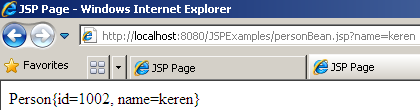 JSP Page - Windows Internet Explorer
http://localhost:8080/JSPExamples/personBean.jsp?name=keren
Favorites JSP Page JSP Page
Person{id=1002, name=keren}